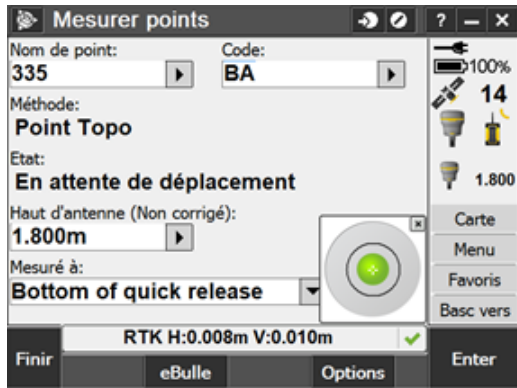 Mesurer points
? – ×
Nom de point:
Code:
335
BA
100%
14
Méthode:
Point Topo
Etat:
En attente de déplacement
1.800
Haut d'antenne (Non corrigé):
1.800m
Mesuré à:
Bottom of quick release
Carte
Menu
Favoris
Basc vers
RTK H:0.008m V:0.010m
Finir
eBulle
Options
Enter